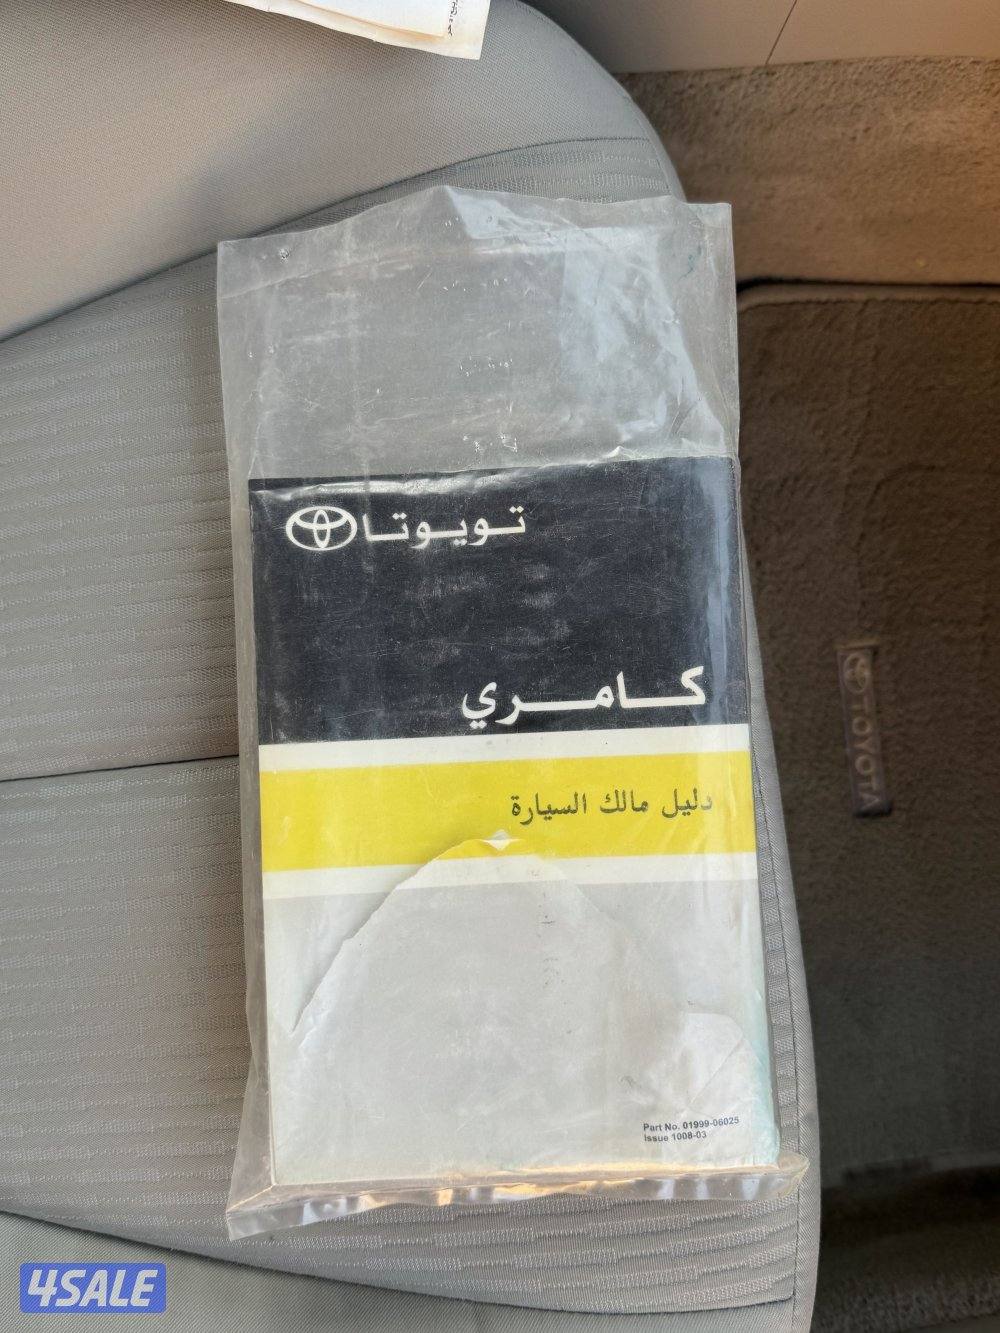 تويوتا
كامري
دليل مالك السيارة
Part No. 01999-06025
Issue 1008-03
TOYOTA
4SALE